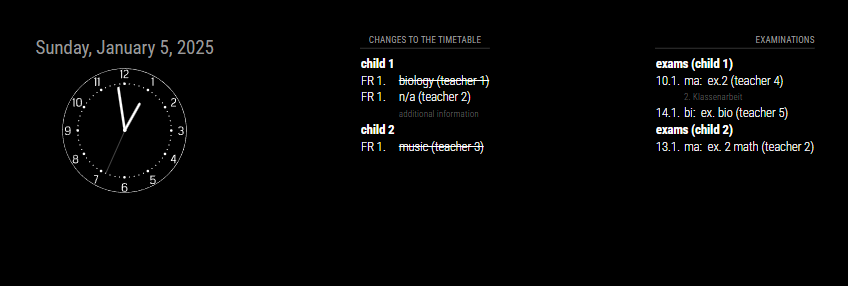 Sunday, January 5, 2025
12
1
2
3
4
5
6
7
8
9
10
11
CHANGES TO THE TIMETABLE
child 1
FR 1. biology (teacher 1)
FR 1. n/a (teacher 2)
additional information
child 2
FR 1. music (teacher 3)
EXAMINATIONS
exams (child 1)
10.1. ma: ex.2 (teacher 4)
2. Klassenarbeit
14.1. bi: ex. bio (teacher 5)
exams (child 2)
13.1. ma: ex. 2 math (teacher 2)